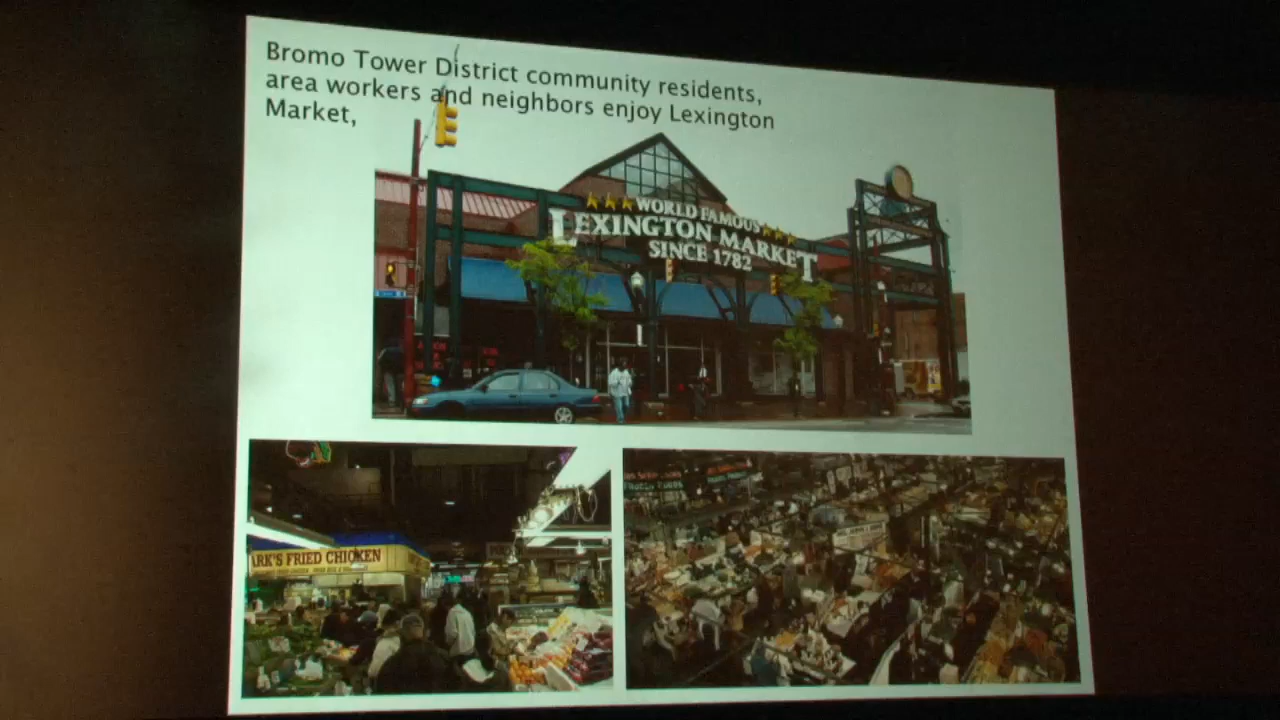 Bromo Tower District community residents,
area workers and neighbors enjoy Lexington
Market,
WORLD FAMOUS
LEXINGTON MARKET
SINCE 1782
ARK'S FRIED CHICKEN